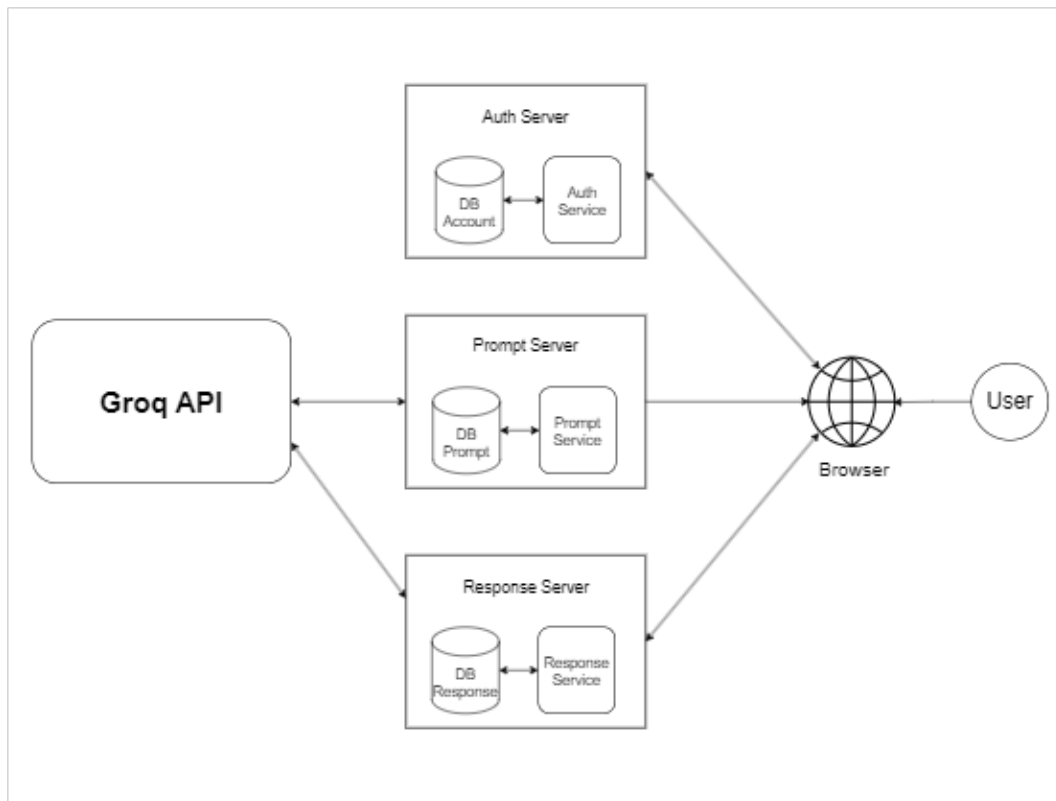 Auth Server
DB
Account
Auth
Service
Groq API
Prompt Server
DB
Prompt
Prompt
Service
Browser
User
Response Server
DB
Response
Response
Service